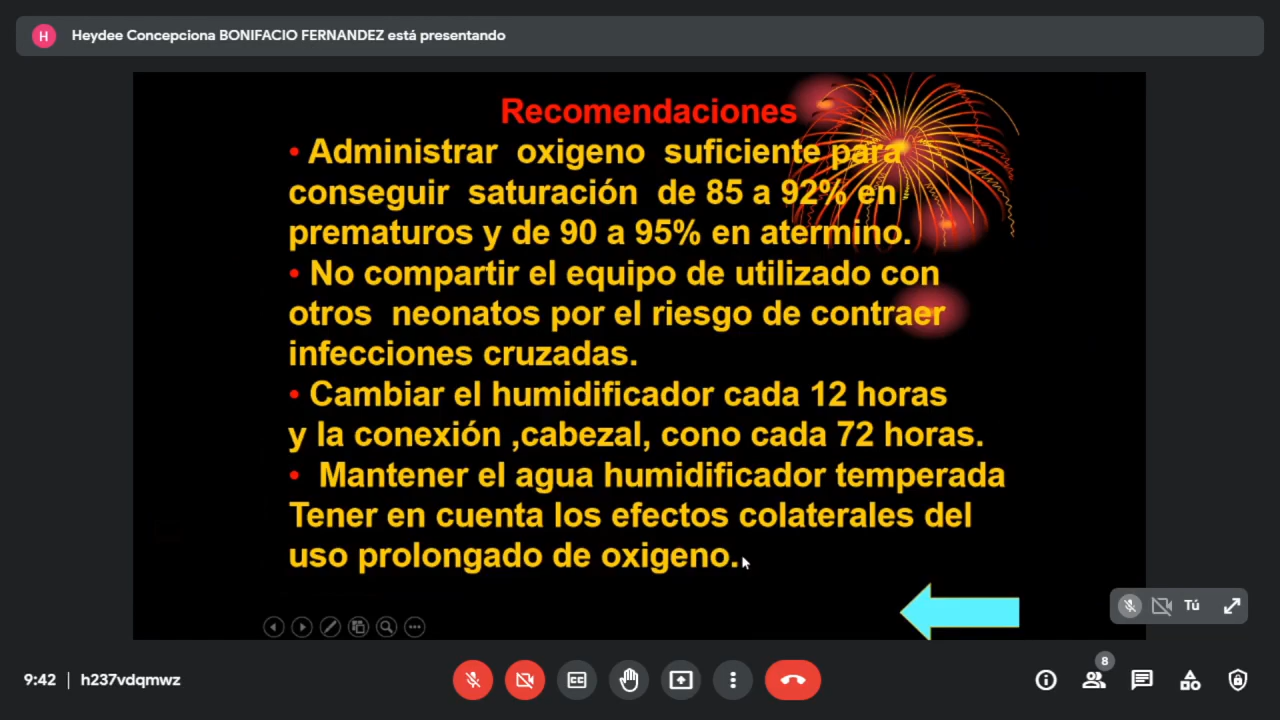 H Heydee Concepciona BONIFACIO FERNANDEZ está presentando
Recomendaciones
• Administrar oxigeno suficiente para
conseguir saturación de 85 a 92% en
prematuros y de 90 a 95% en atermino.
• No compartir el equipo de utilizado con
otros neonatos por el riesgo de contraer
infecciones cruzadas.
• Cambiar el humidificador cada 12 horas
y la conexión ,cabezal, cono cada 72 horas.
• Mantener el agua humidificador temperada
Tener en cuenta los efectos colaterales del
uso prolongado de oxigeno.
Tú
8
9:42 | h237vdqmwz